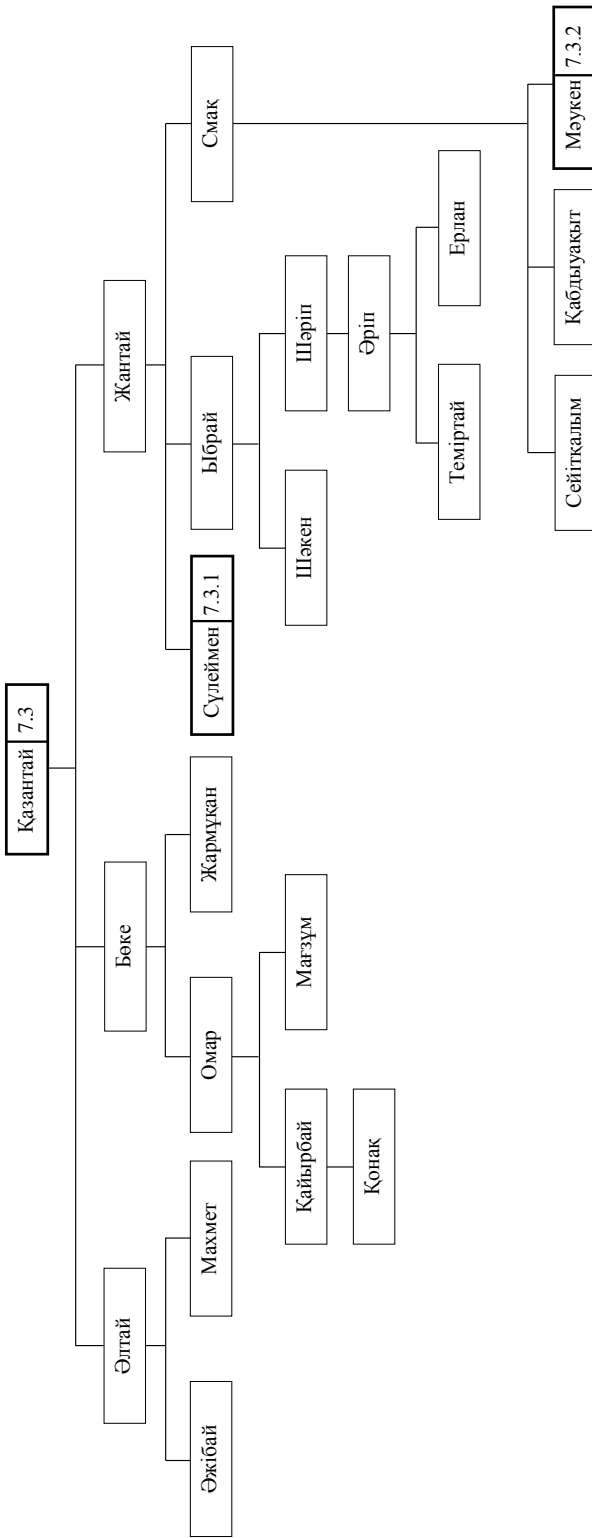 Қазантай 7.3
Әлтай
Бөке
Жантай
Әжібай
Махмет
Омар
Жармұқан
Сүлеймен 7.3.1
Ыбрай
Смақ
Қайырбай
Мағзұм
Шәкен
Шәріп
Қонақ
Әріп
Теміртай
Ерлан
Сейітқалым
Қабдыуақыт
Мәукен 7.3.2